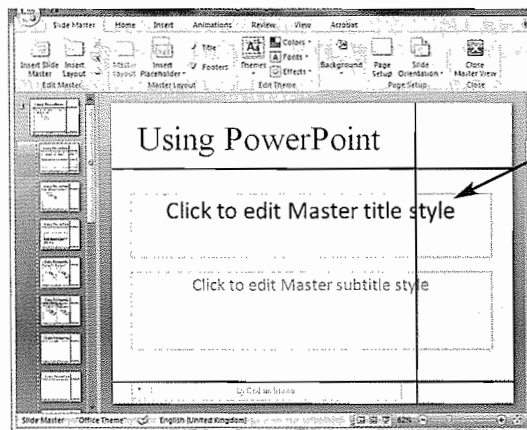 Slide Master Home Insert Animations Review View Acrobat
Insert Slide Master
Insert Layout
Master Layout
Insert Placeholder
Title
Footers
Themes
Colors
Fonts
Effects
Background
Page Setup
Slide Orientation
Close Master View
Edit Master
Master Layout
Edit Theme
Page Setup
Close
Using PowerPoint
Click to edit Master title style
Click to edit Master subtitle style
Slide Master "Office Theme" English (United Kingdom) 62%